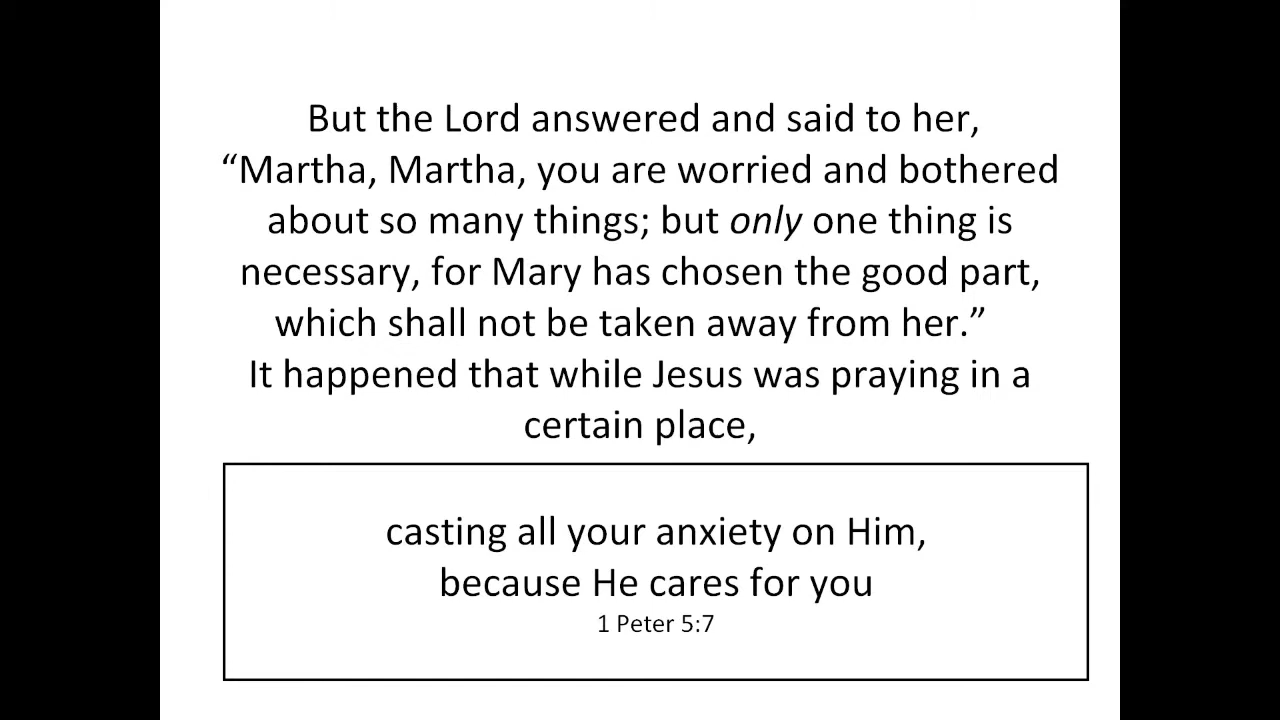 But the Lord answered and said to her,
“Martha, Martha, you are worried and bothered
about so many things; but only one thing is
necessary, for Mary has chosen the good part,
which shall not be taken away from her.”
It happened that while Jesus was praying in a
certain place,
casting all your anxiety on Him,
because He cares for you
1 Peter 5:7